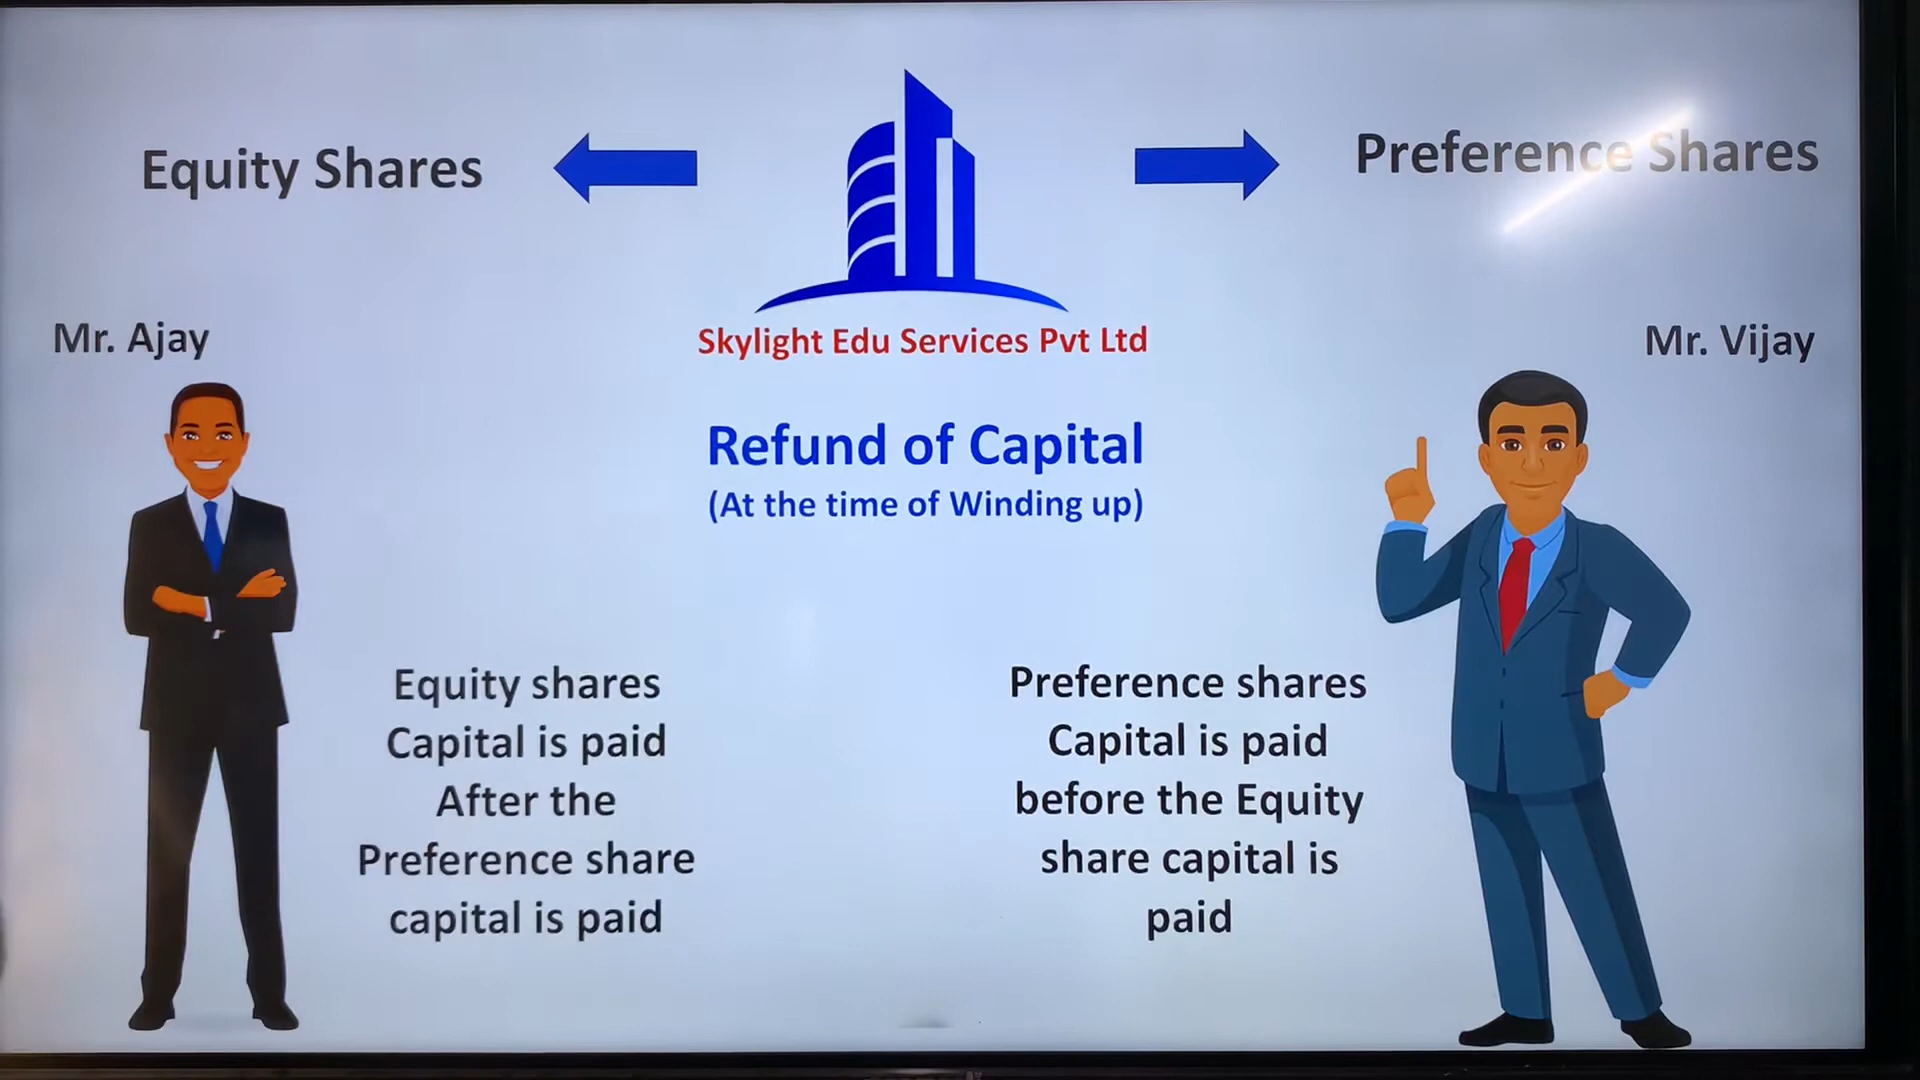 Equity Shares
Preference Shares
Mr. Ajay
Skylight Edu Services Pvt Ltd
Mr. Vijay
Refund of Capital
(At the time of Winding up)
Equity shares
Capital is paid
After the
Preference share
capital is paid
Preference shares
Capital is paid
before the Equity
share capital is
paid